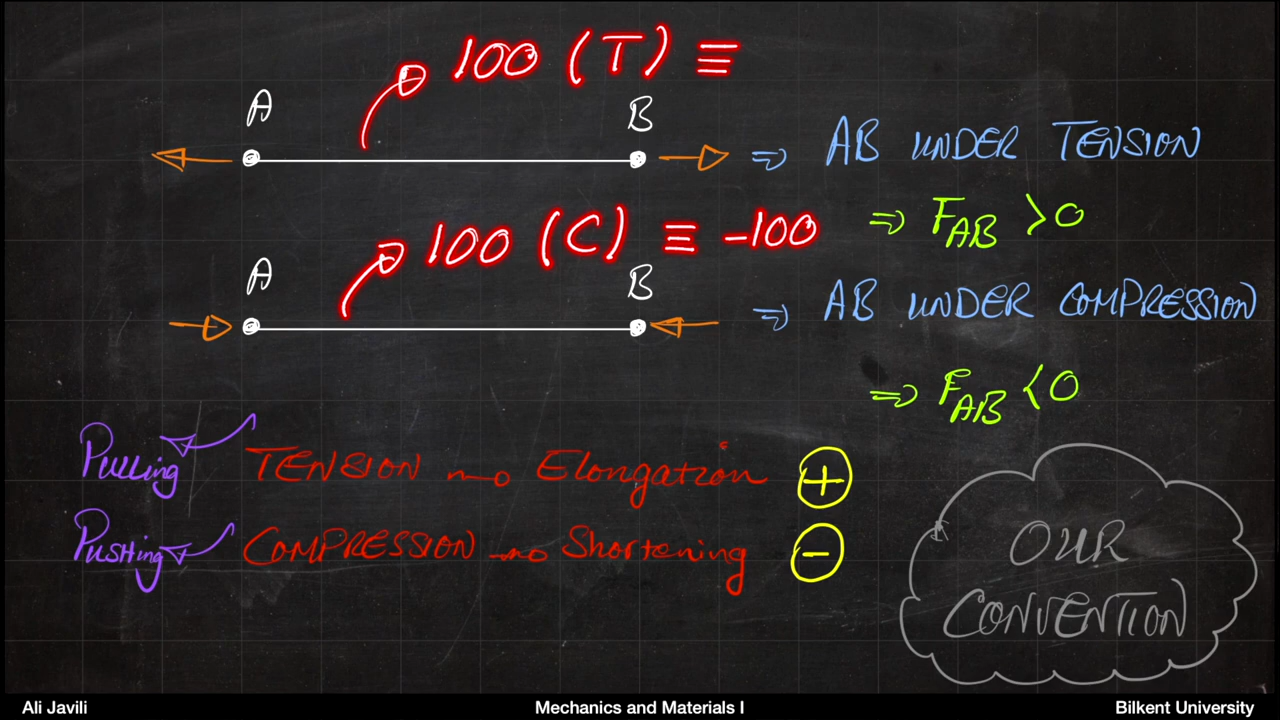 100 (T) ≡
A B
⇒ AB UNDER TENSION
⇒ F_AB > 0
100 (C) ≡ -100
A B
⇒ AB UNDER COMPRESSION
⇒ F_AB < 0
Pulling TENSION → Elongation +
Pushing COMPRESSION → Shortening -
OUR
CONVENTION
Ali Javili Mechanics and Materials I Bilkent University